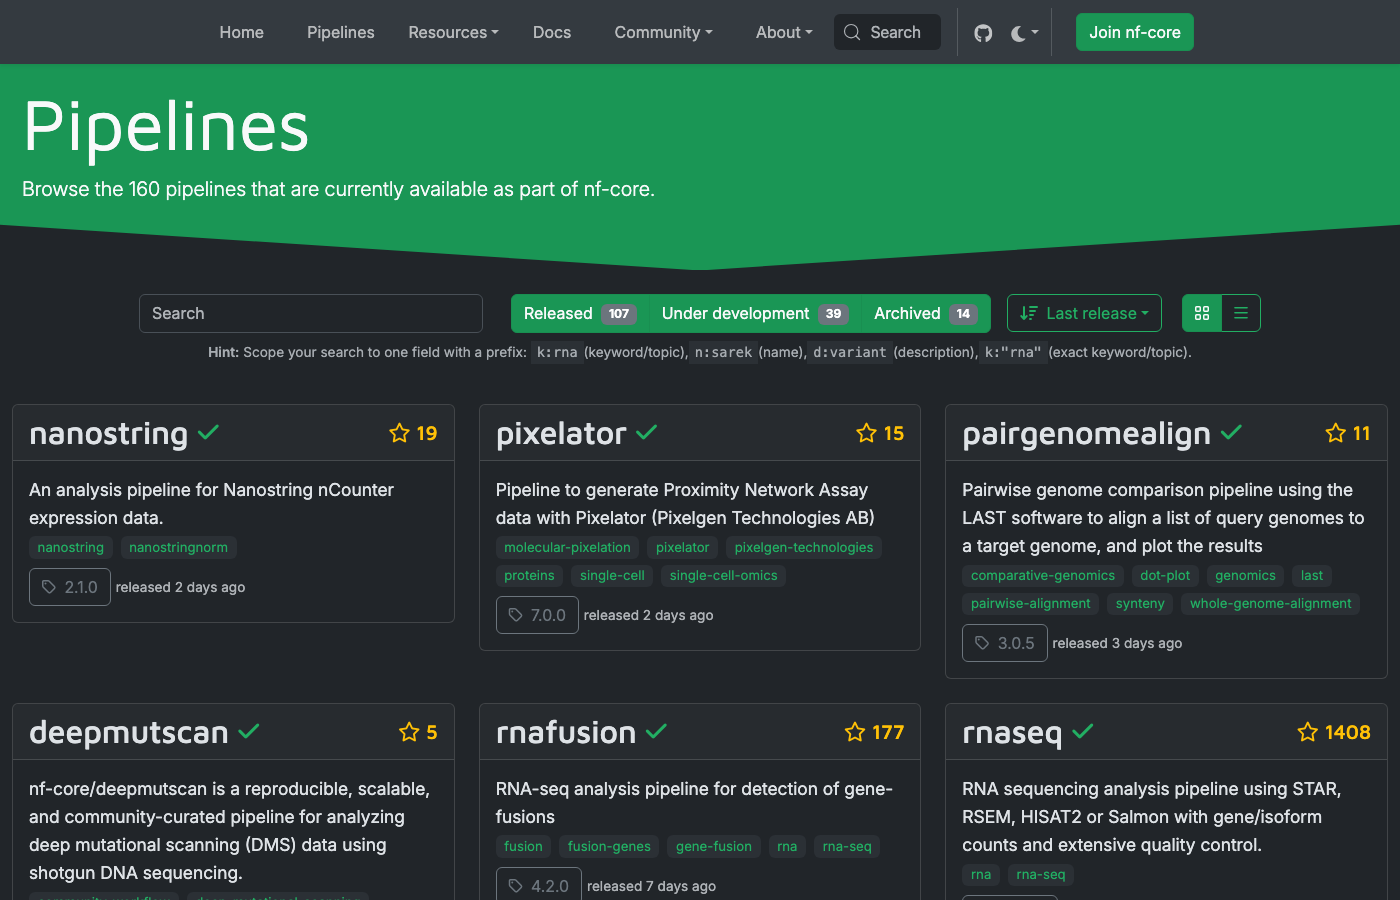 Home Pipelines Resources Docs Community About Search Join nf-core
Pipelines
Browse the 160 pipelines that are currently available as part of nf-core.
Search Released 107 Under development 39 Archived 14 Last release
Hint: Scope your search to one field with a prefix: k:rna (keyword/topic), n:sarek (name), d:variant (description), k:"rna" (exact keyword/topic).
nanostring 19
An analysis pipeline for Nanostring nCounter
expression data.
nanostring nanostringnorm
2.1.0 released 2 days ago
pixelator 15
Pipeline to generate Proximity Network Assay
data with Pixelator (Pixelgen Technologies AB)
molecular-pixelation pixelator pixelgen-technologies
proteins single-cell single-cell-omics
7.0.0 released 2 days ago
pairgenomealign 11
Pairwise genome comparison pipeline using the
LAST software to align a list of query genomes to
a target genome, and plot the results
comparative-genomics dot-plot genomics last
pairwise-alignment synteny whole-genome-alignment
3.0.5 released 3 days ago
deepmutscan 5
nf-core/deepmutscan is a reproducible, scalable,
and community-curated pipeline for analyzing
deep mutational scanning (DMS) data using
shotgun DNA sequencing.
rnafusion 177
RNA-seq analysis pipeline for detection of gene-
fusions
fusion fusion-genes gene-fusion rna rna-seq
4.2.0 released 7 days ago
rnaseq 1408
RNA sequencing analysis pipeline using STAR,
RSEM, HISAT2 or Salmon with gene/isoform
counts and extensive quality control.
rna rna-seq